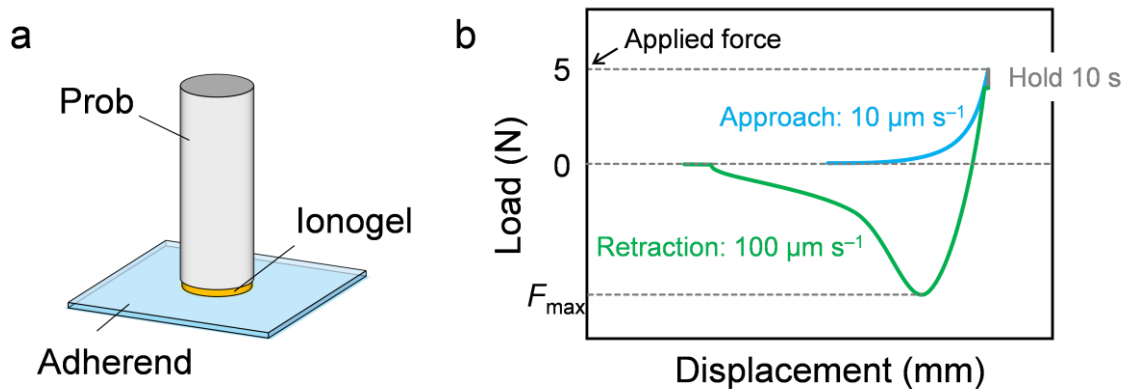 a
Prob
Ionogel
Adherend
b
Applied force
5
Hold 10 s
Approach: 10 μm s⁻¹
0
Load (N)
Retraction: 100 μm s⁻¹
Fmax
Displacement (mm)